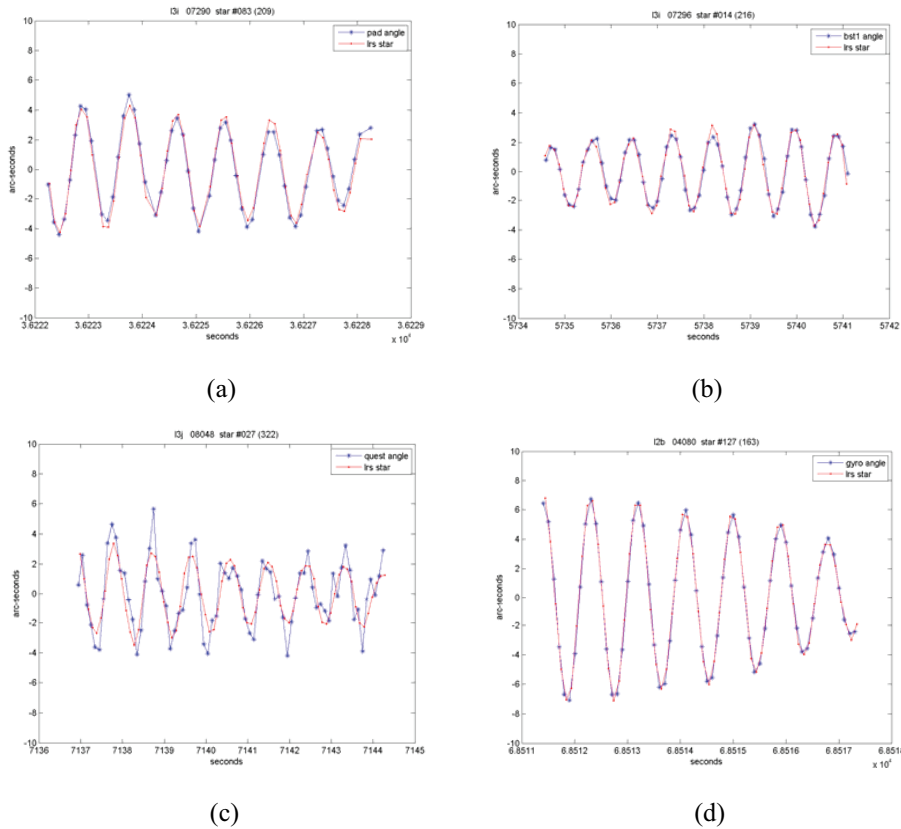 l3i 07290 star #083 (209)
pad angle
lrs star
arc-seconds
10
8
6
4
2
0
-2
-4
-6
-8
-10
3.6222 3.6223 3.6224 3.6225 3.6226 3.6227 3.6228 3.6229
seconds
x 10^4
(a)
l3i 07296 star #014 (216)
bst1 angle
lrs star
arc-seconds
10
8
6
4
2
0
-2
-4
-6
-8
-10
5734 5735 5736 5737 5738 5739 5740 5741 5742
seconds
(b)
l3j 08048 star #027 (322)
quest angle
lrs star
arc-seconds
10
8
6
4
2
0
-2
-4
-6
-8
-10
7136 7137 7138 7139 7140 7141 7142 7143 7144 7145
seconds
(c)
l2b 04080 star #127 (163)
gyro angle
lrs star
arc-seconds
10
8
6
4
2
0
-2
-4
-6
-8
-10
6.8511 6.8512 6.8513 6.8514 6.8515 6.8516 6.8517 6.8518
seconds
x 10^4
(d)